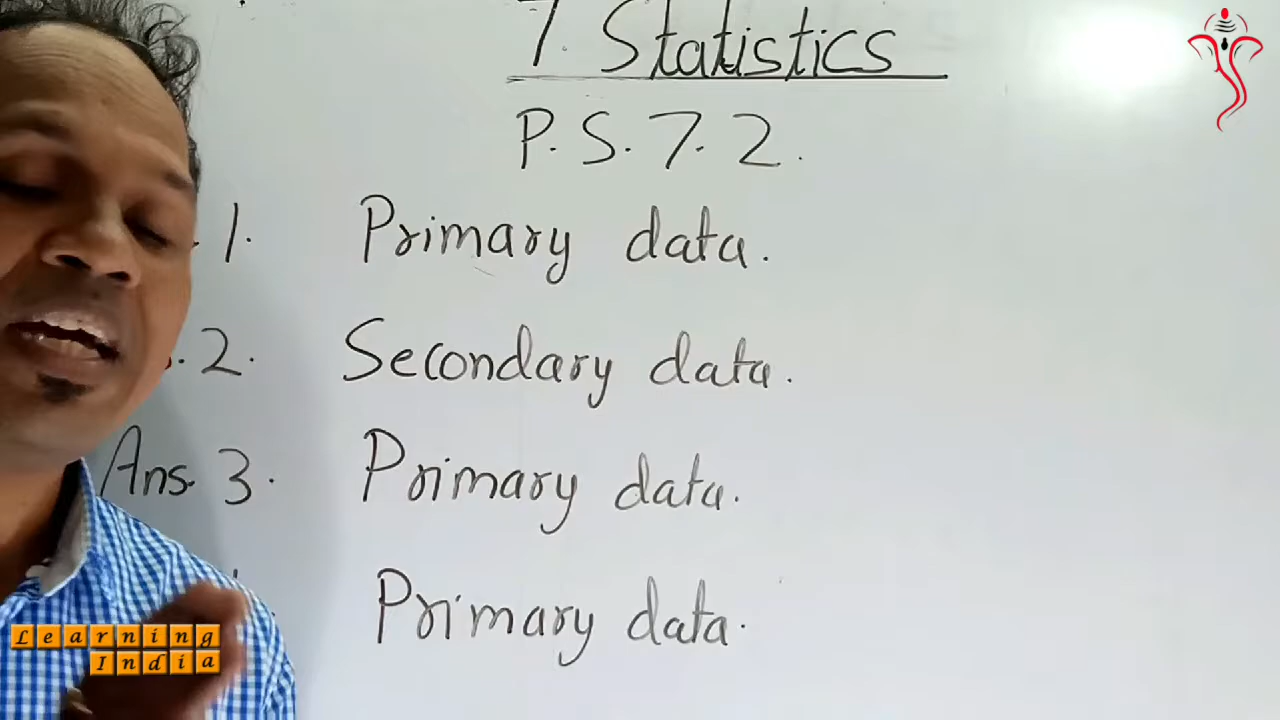 7. Statistics
P.S.7.2.
1. Primary data.
.2. Secondary data.
Ans. 3. Primary data.
Primary data.
Learning
India